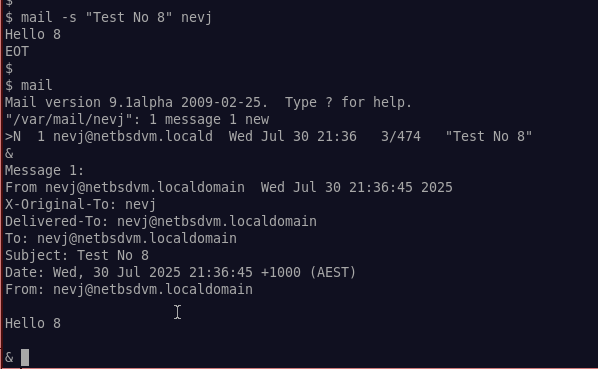 $
$ mail -s "Test No 8" nevj
Hello 8
EOT
$
$ mail
Mail version 9.1alpha 2009-02-25.  Type ? for help.
"/var/mail/nevj": 1 message 1 new
>N  1 nevj@netbsdvm.locald  Wed Jul 30 21:36   3/474   "Test No 8"
&
Message 1:
From nevj@netbsdvm.localdomain  Wed Jul 30 21:36:45 2025
X-Original-To: nevj
Delivered-To: nevj@netbsdvm.localdomain
To: nevj@netbsdvm.localdomain
Subject: Test No 8
Date: Wed, 30 Jul 2025 21:36:45 +1000 (AEST)
From: nevj@netbsdvm.localdomain

Hello 8

&